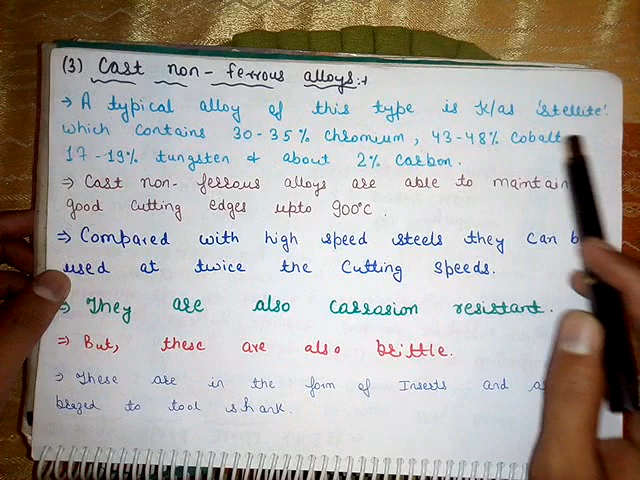 (3) Cast non-ferrous alloys:→
→ A typical alloy of this type is k/as 'stellite'.
which contains 30-35% chromium, 43-48% Cobalt
17-19% tungsten & about 2% Carbon.
⇒ Cast non-ferrous alloys are able to maintain
good cutting edges upto 900°c.
⇒ Compared with high speed steels they can b
used at twice the cutting speeds.
⇒ They are also carrasion resistant.
⇒ But, these are also brittle.
⇒ These are in the form of Inserts and a
brezed to tool shank.